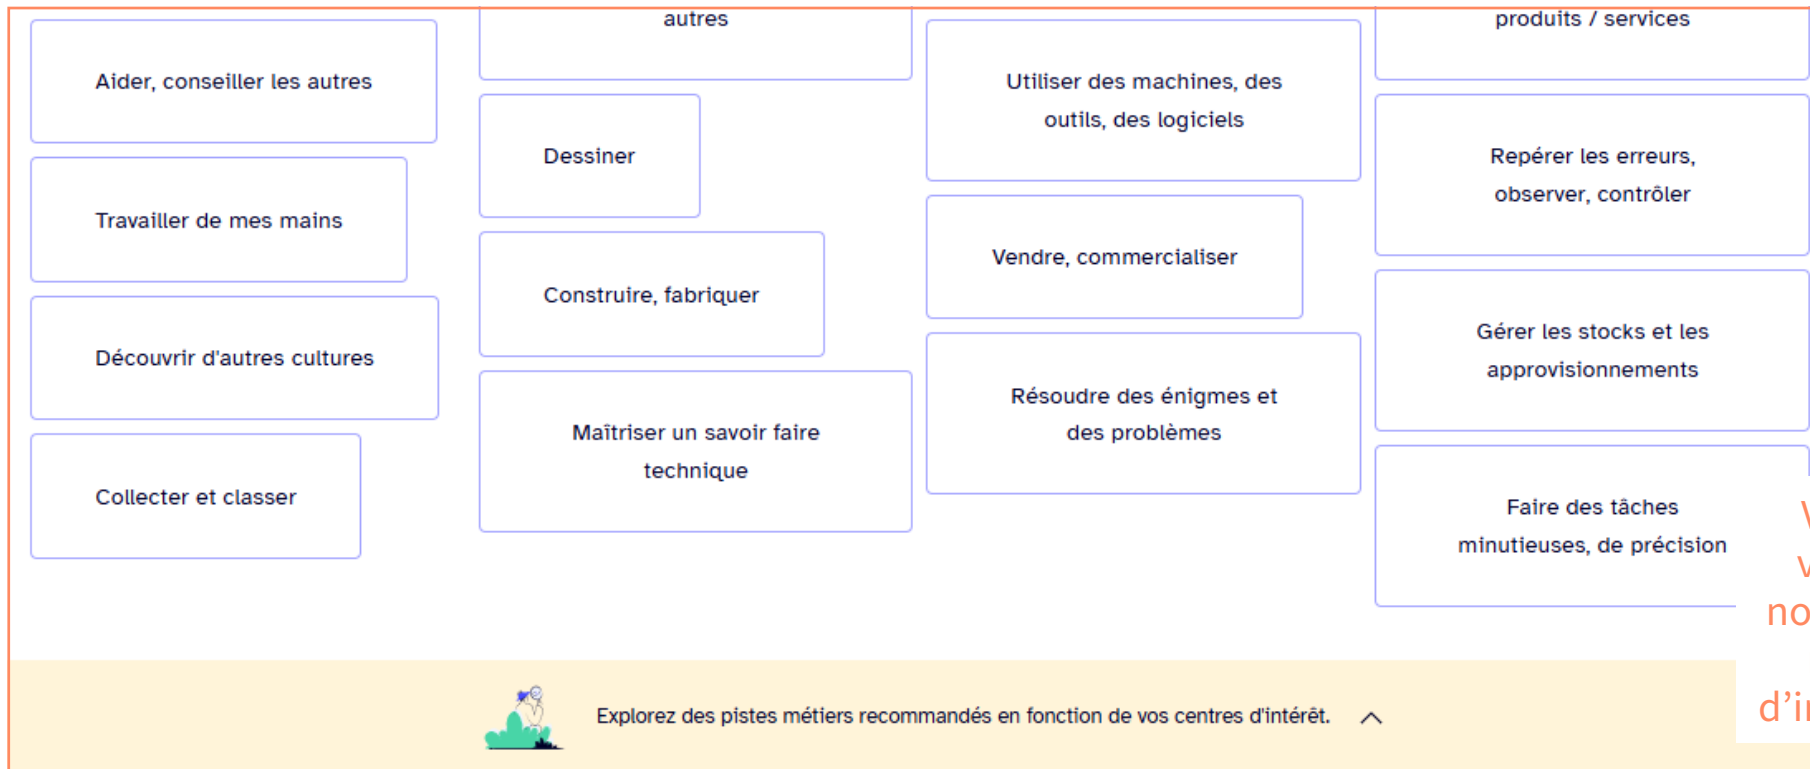 Aider, conseiller les autres
Travailler de mes mains
Découvrir d'autres cultures
Collecter et classer
autres
Dessiner
Construire, fabriquer
Maîtriser un savoir faire
technique
Utiliser des machines, des
outils, des logiciels
Vendre, commercialiser
Résoudre des énigmes et
des problèmes
produits / services
Repérer les erreurs,
observer, contrôler
Gérer les stocks et les
approvisionnements
Faire des tâches
minutieuses, de précision
Explorez des pistes métiers recommandés en fonction de vos centres d'intérêt.